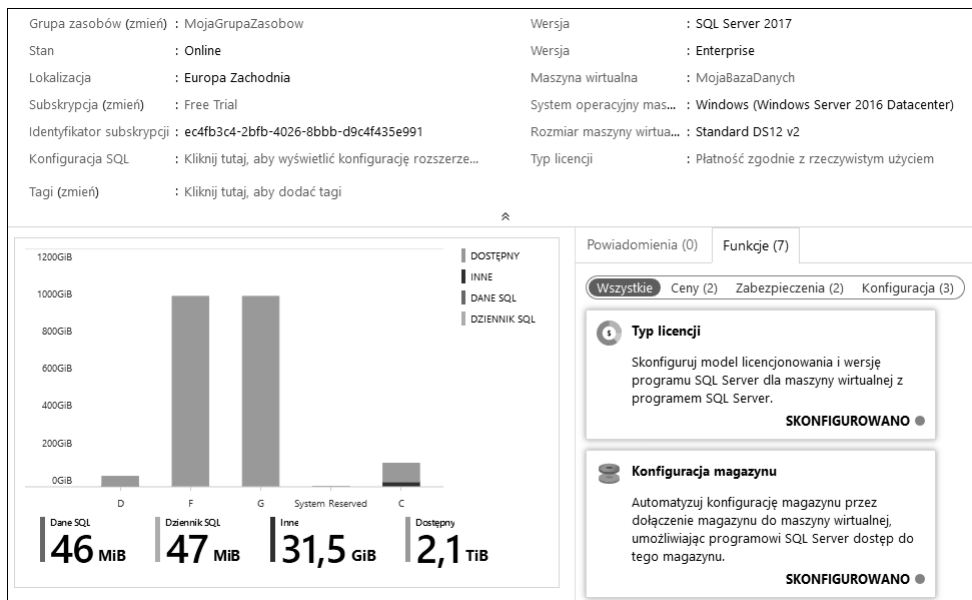 Grupa zasobów (zmień) : MojaGrupaZasobow
Stan : Online
Lokalizacja : Europa Zachodnia
Subskrypcja (zmień) : Free Trial
Identyfikator subskrypcji : ec4fb3c4-2bfb-4026-8bbb-d9c4f435e991
Konfiguracja SQL : Kliknij tutaj, aby wyświetlić konfigurację rozszerze...
Tagi (zmień) : Kliknij tutaj, aby dodać tagi
Wersja : SQL Server 2017
Wersja : Enterprise
Maszyna wirtualna : MojaBazaDanych
System operacyjny mas... : Windows (Windows Server 2016 Datacenter)
Rozmiar maszyny wirtua... : Standard DS12 v2
Typ licencji : Płatność zgodnie z rzeczywistym użyciem
1200GiB
1000GiB
800GiB
600GiB
400GiB
200GiB
0GiB
D F G System Reserved C
DOSTĘPNY
INNE
DANE SQL
DZIENNIK SQL
Dane SQL
46 MiB
Dziennik SQL
47 MiB
Inne
31,5 GiB
Dostępny
2,1 TiB
Powiadomienia (0) Funkcje (7)
Wszystkie Ceny (2) Zabezpieczenia (2) Konfiguracja (3)
Typ licencji
Skonfiguruj model licencjonowania i wersję
programu SQL Server dla maszyny wirtualnej z
programem SQL Server.
SKONFIGUROWANO
Konfiguracja magazynu
Automatyzuj konfigurację magazynu przez
dołączenie magazynu do maszyny wirtualnej,
umożliwiając programowi SQL Server dostęp do
tego magazynu.
SKONFIGUROWANO